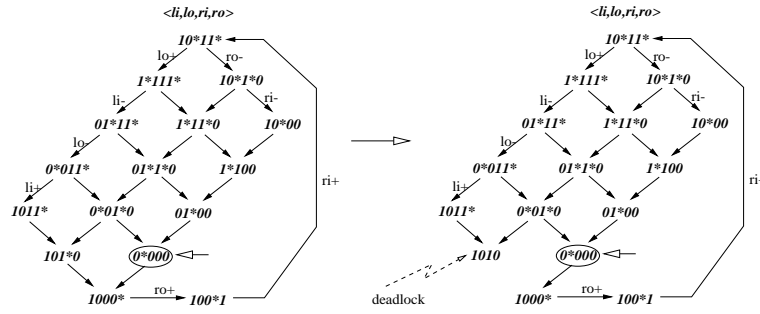 <li,lo,ri,ro> <li,lo,ri,ro>
10*11* 10*11*
lo+ ro- lo+ ro-
1*111* 10*1*0 1*111* 10*1*0
li- ri- li- ri-
01*11* 1*11*0 10*00 01*11* 1*11*0 10*00
lo- lo-
0*011* 01*1*0 1*100 0*011* 01*1*0 1*100
li+ ri+ li+ ri-
1011* 0*01*0 01*00 1011* 0*01*0 01*00
101*0 0*000 1010 0*000
deadlock
1000* ro+ 100*1 1000* ro+ 100*1